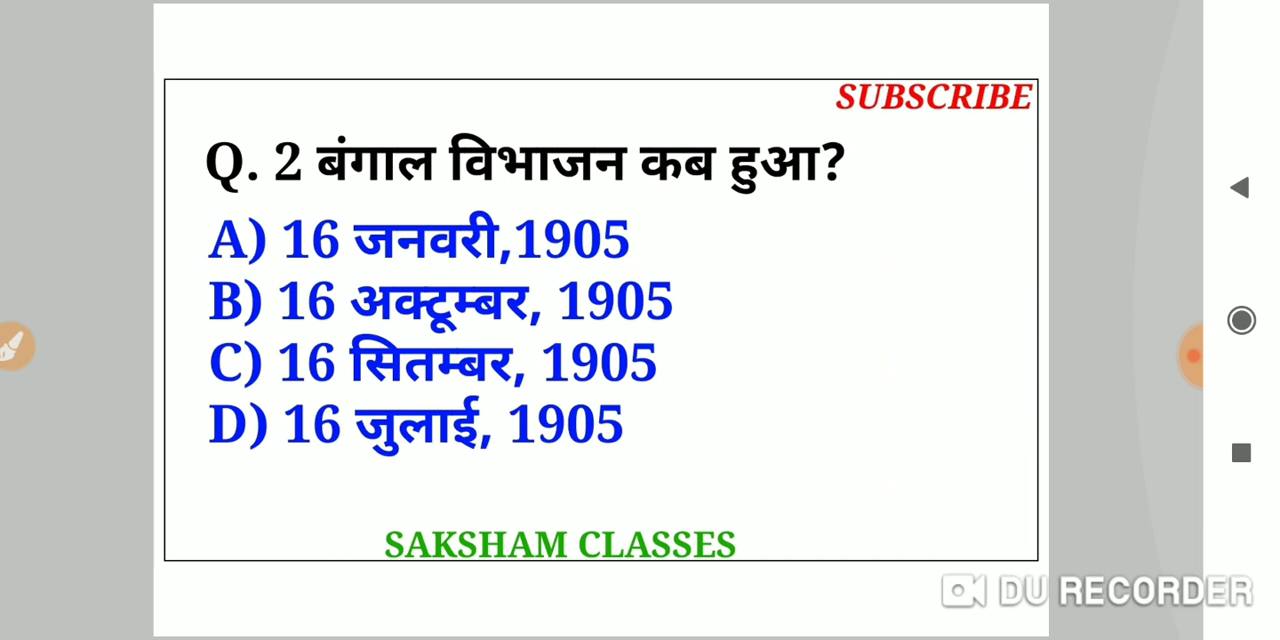 SUBSCRIBE
Q. 2 बंगाल विभाजन कब हुआ?
A) 16 जनवरी,1905
B) 16 अक्टूम्बर, 1905
C) 16 सितम्बर, 1905
D) 16 जुलाई, 1905
SAKSHAM CLASSES
DU RECORDER